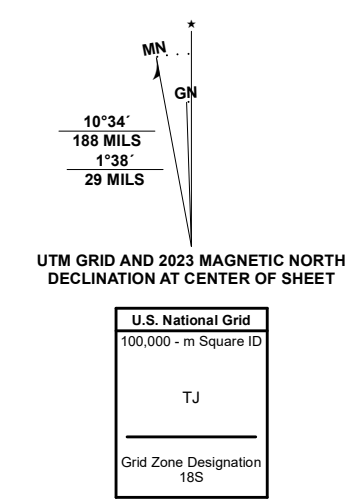 ★
MN
GN
10°34´
188 MILS
1°38´
29 MILS
UTM GRID AND 2023 MAGNETIC NORTH
DECLINATION AT CENTER OF SHEET
U.S. National Grid
100,000 - m Square ID
TJ
Grid Zone Designation
18S